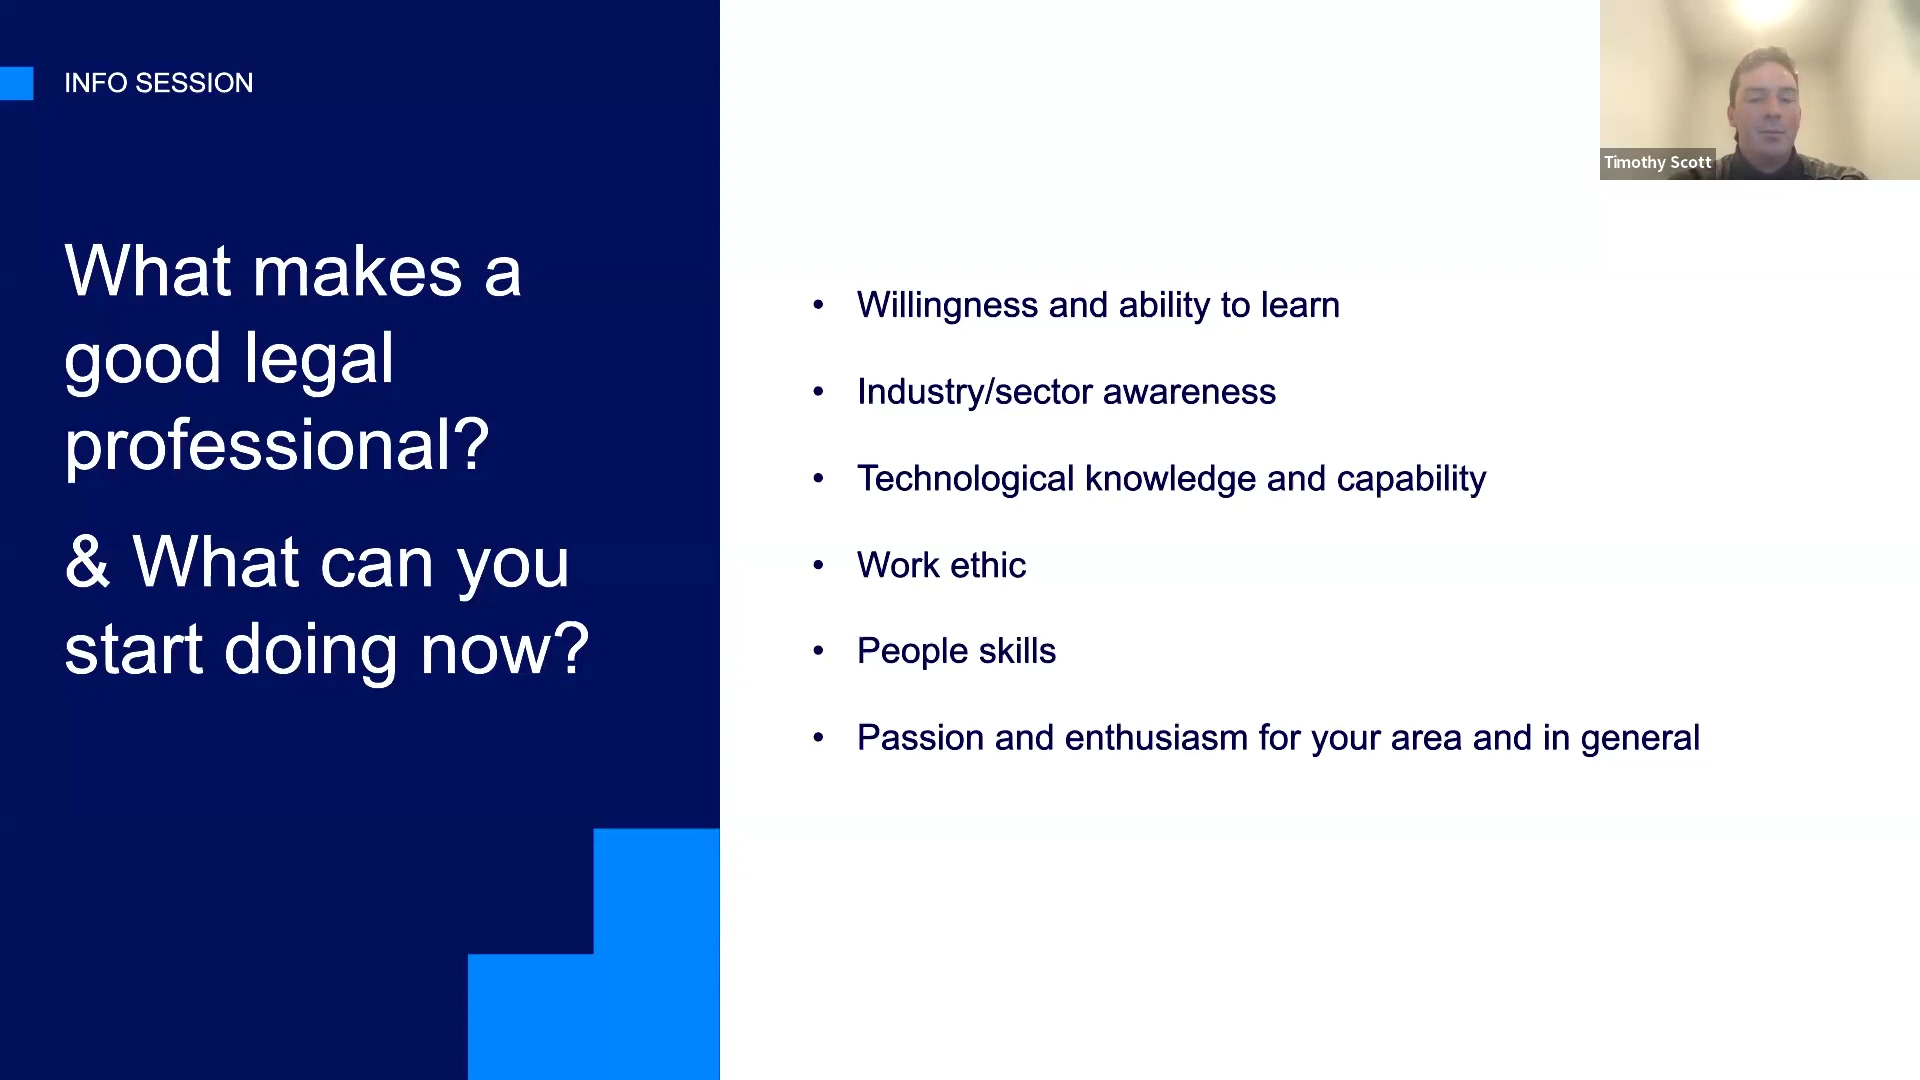 INFO SESSION
What makes a
good legal
professional?
& What can you
start doing now?
• Willingness and ability to learn
• Industry/sector awareness
• Technological knowledge and capability
• Work ethic
• People skills
• Passion and enthusiasm for your area and in general
Timothy Scott